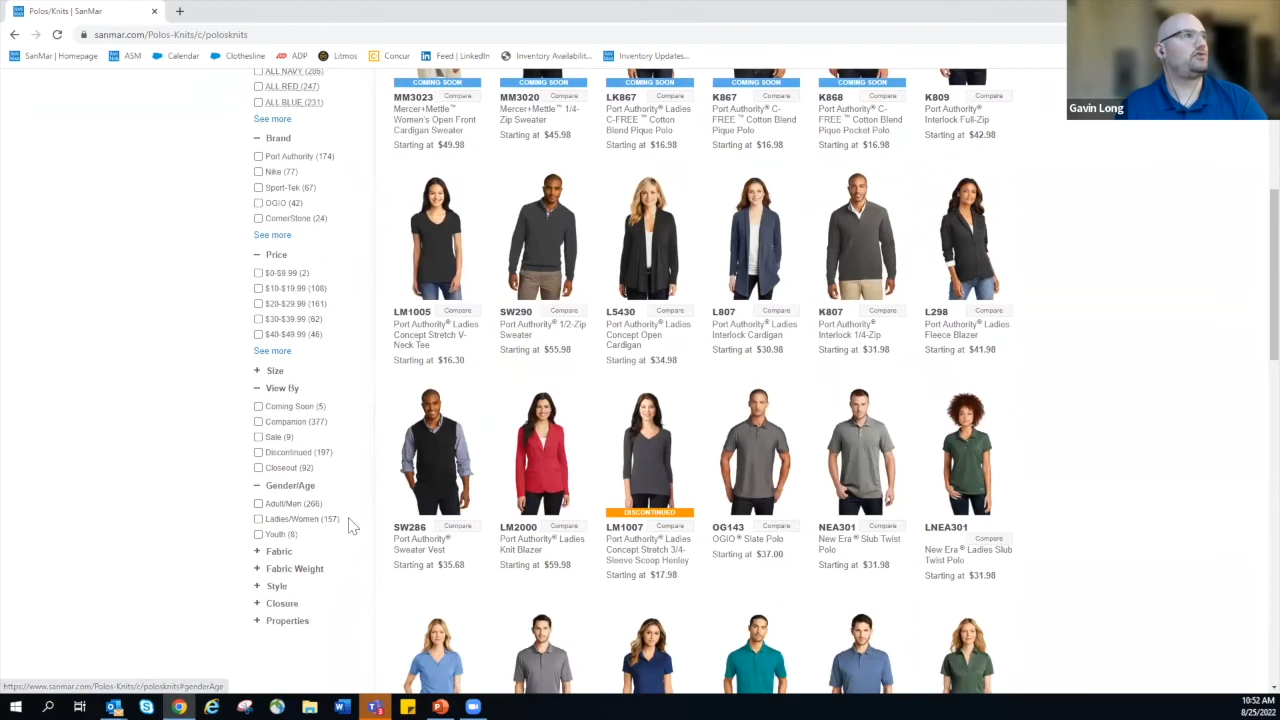 Polos/Knits | SanMar
sanmar.com/Polos-Knits/c/polosknits
SanMar | Homepage
ASM
Calendar
Clothesline
ADP
Litmos
Concur
Feed | LinkedIn
Inventory Availabilit...
Inventory Updates...
Gavin Long
ALL NAVY (286)
ALL RED (247)
ALL BLUE (231)
See more
Brand
Port Authority (174)
Nike (77)
Sport-Tek (67)
OGIO (42)
CornerStone (24)
See more
Price
$0-$9.99 (2)
$10-$19.99 (108)
$20-$29.99 (161)
$30-$39.99 (62)
$40-$49.99 (46)
See more
Size
View By
Coming Soon (5)
Companion (377)
Sale (9)
Discontinued (197)
Closeout (92)
Gender/Age
Adult/Men (266)
Ladies/Women (157)
Youth (8)
Fabric
Fabric Weight
Style
Closure
Properties
COMING SOON
MM3023 Compare
Mercer+Mettle™
Women's Open Front
Cardigan Sweater
Starting at $49.98
COMING SOON
MM3020 Compare
Mercer+Mettle™ 1/4-
Zip Sweater
Starting at $45.98
COMING SOON
LK867 Compare
Port Authority® Ladies
C-FREE ™ Cotton
Blend Pique Polo
Starting at $16.98
COMING SOON
K867 Compare
Port Authority® C-
FREE ™ Cotton Blend
Pique Polo
Starting at $16.98
COMING SOON
K868 Compare
Port Authority® C-
FREE ™ Cotton Blend
Pique Pocket Polo
Starting at $16.98
K809 Compare
Port Authority®
Interlock Full-Zip
Starting at $42.98
LM1005 Compare
Port Authority® Ladies
Concept Stretch V-
Neck Tee
Starting at $16.30
SW290 Compare
Port Authority® 1/2-Zip
Sweater
Starting at $55.98
L5430 Compare
Port Authority® Ladies
Concept Open
Cardigan
Starting at $34.98
L807 Compare
Port Authority® Ladies
Interlock Cardigan
Starting at $30.98
K807 Compare
Port Authority®
Interlock 1/4-Zip
Starting at $31.98
L298 Compare
Port Authority® Ladies
Fleece Blazer
Starting at $41.98
SW286 Compare
Port Authority®
Sweater Vest
Starting at $35.68
LM2000 Compare
Port Authority® Ladies
Knit Blazer
Starting at $59.98
DISCONTINUED
LM1007 Compare
Port Authority® Ladies
Concept Stretch 3/4-
Sleeve Scoop Henley
Starting at $17.98
OG143 Compare
OGIO® Slate Polo
Starting at $37.00
NEA301 Compare
New Era® Slub Twist
Polo
Starting at $31.98
LNEA301
Compare
New Era® Ladies Slub
Twist Polo
Starting at $31.98
https://www.sanmar.com/Polos-Knits/c/polosknits#genderAge
10:52 AM
8/25/2022